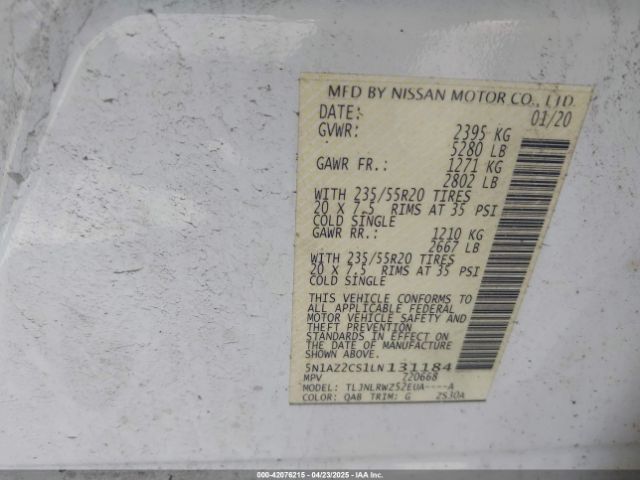 MFD BY NISSAN MOTOR CO., LTD.
DATE: 01/20
GVWR: 2395 KG
5280 LB
GAWR FR.: 1271 KG
2802 LB
WITH 235/55R20 TIRES
20 X 7.5 RIMS AT 35 PSI
COLD SINGLE
GAWR RR.: 1210 KG
2667 LB
WITH 235/55R20 TIRES
20 X 7.5 RIMS AT 35 PSI
COLD SINGLE
THIS VEHICLE CONFORMS TO
ALL APPLICABLE FEDERAL
MOTOR VEHICLE SAFETY AND
THEFT PREVENTION
STANDARDS IN EFFECT ON
THE DATE OF MANUFACTURE
SHOWN ABOVE.
5N1AZ2CS1LN131184
MPV 720668
MODEL: TLJNLRWZ52EUA----A
COLOR: QAB TRIM: G 2S30A
000-42076215 - 04/23/2025 - IAA Inc.